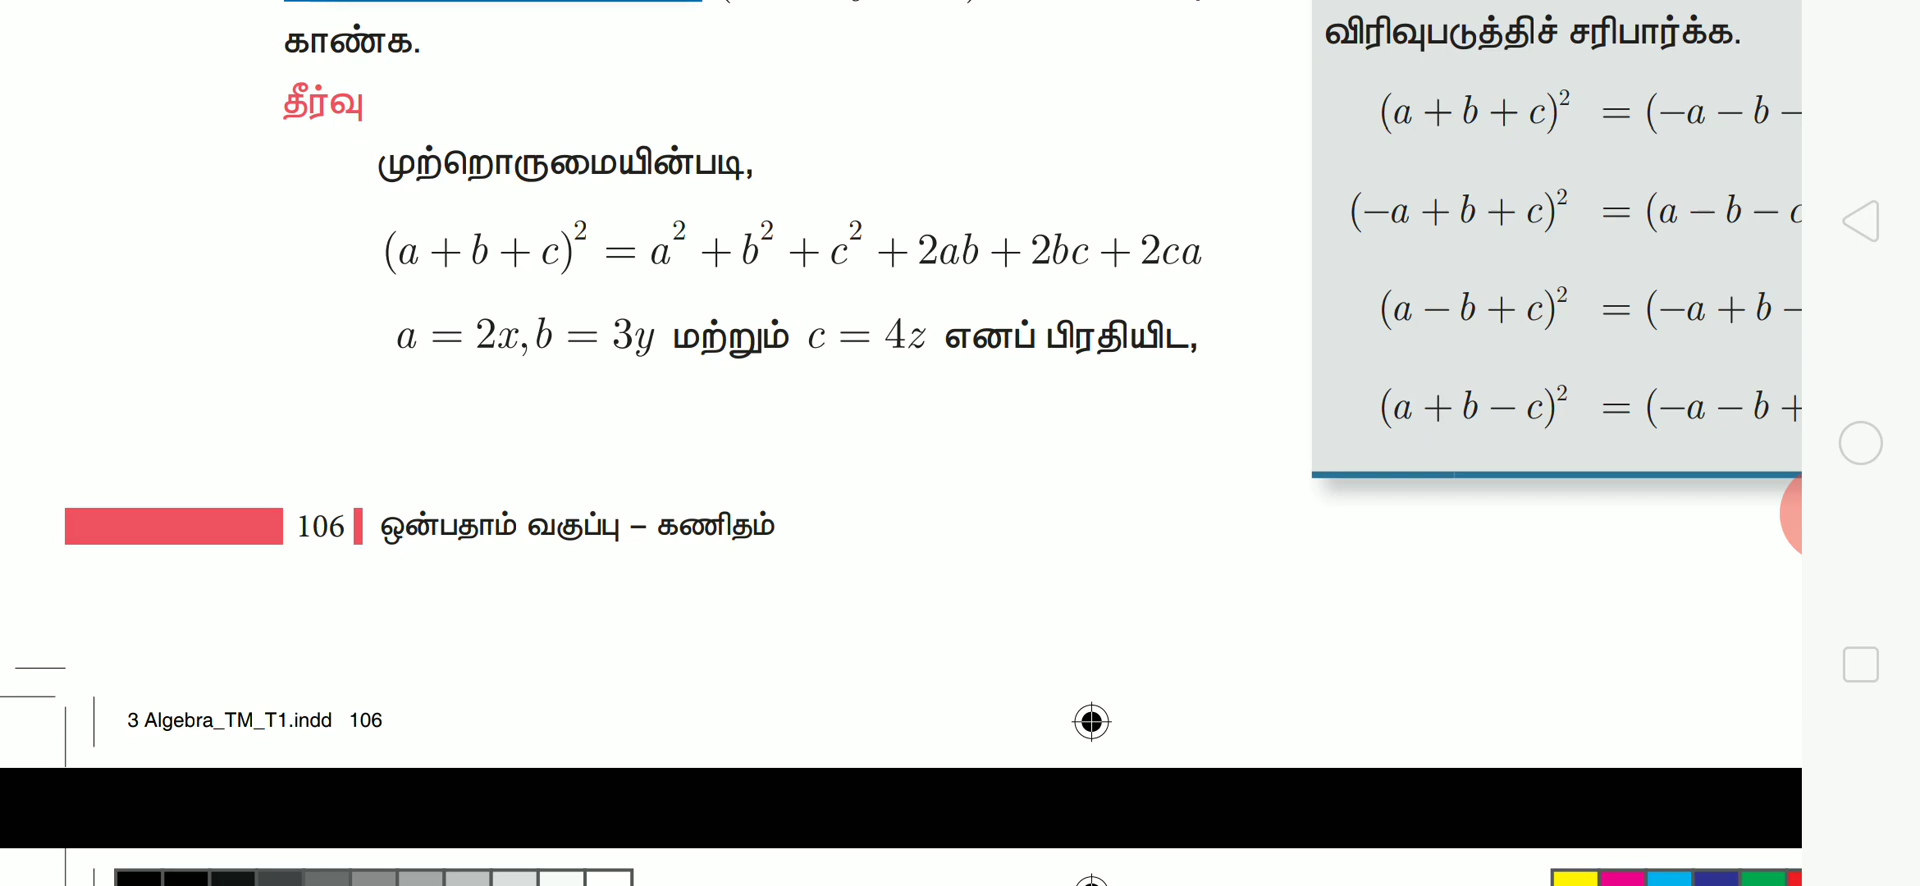 காண்க.
தீர்வு
முற்றொருமையின்படி,
(a + b + c)² = a² + b² + c² + 2ab + 2bc + 2ca
a = 2x, b = 3y மற்றும் c = 4z எனப் பிரதியிட,
விரிவுபடுத்திச் சரிபார்க்க.
(a + b + c)² = (−a − b −
(−a + b + c)² = (a − b − c
(a − b + c)² = (−a + b −
(a + b − c)² = (−a − b +
106 ஒன்பதாம் வகுப்பு – கணிதம்
3 Algebra_TM_T1.indd 106